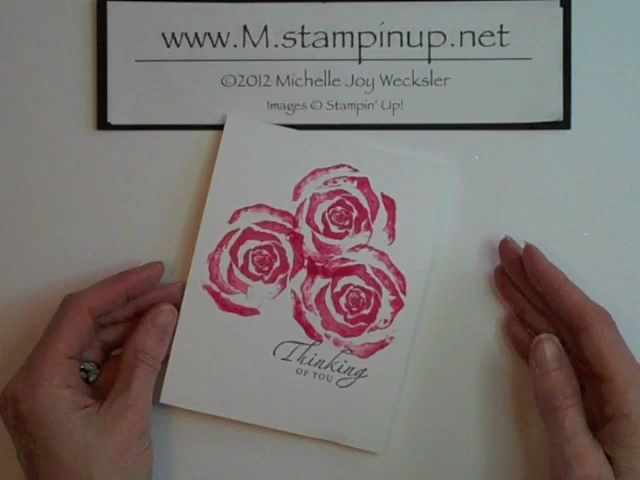 www.M.stampinup.net
©2012 Michelle Joy Wecksler
Images © Stampin' Up!
Thinking
OF YOU